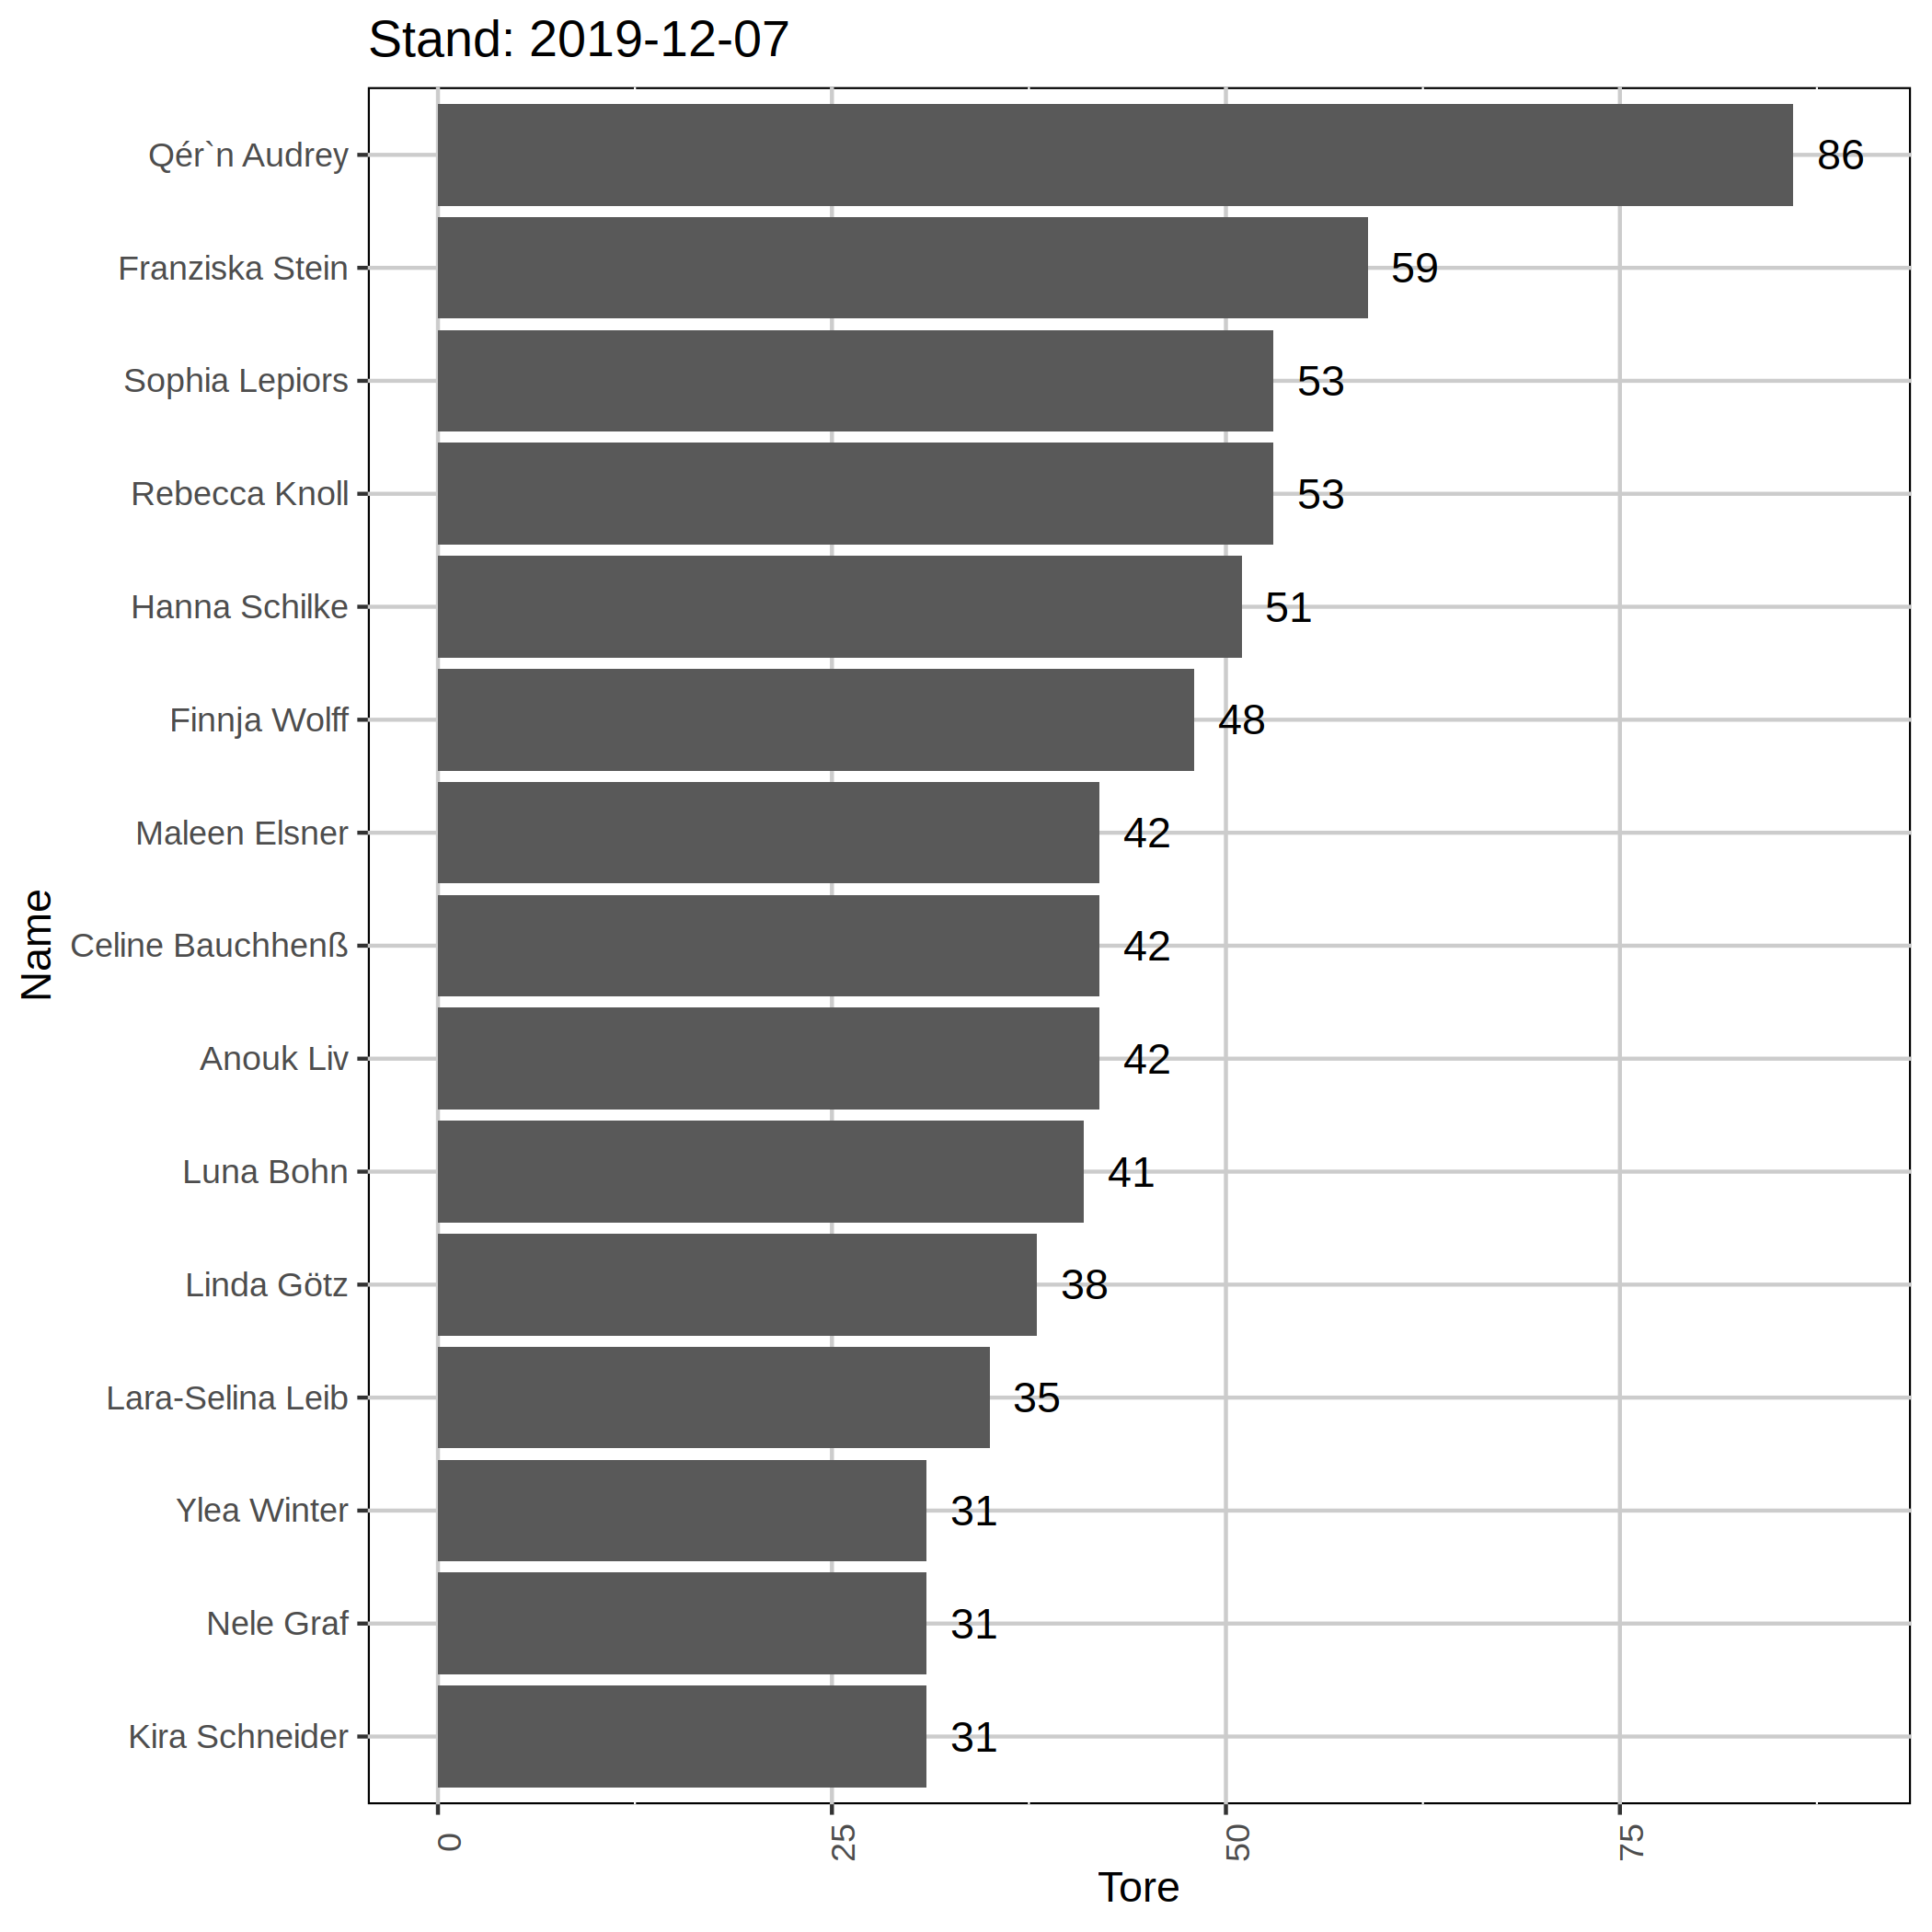 Stand: 2019-12-07
Qér`n Audrey 86
Franziska Stein 59
Sophia Lepiors 53
Rebecca Knoll 53
Hanna Schilke 51
Finnja Wolff 48
Maleen Elsner 42
Celine Bauchhenß 42
Anouk Liv 42
Luna Bohn 41
Linda Götz 38
Lara-Selina Leib 35
Ylea Winter 31
Nele Graf 31
Kira Schneider 31
Name
0 25 50 75
Tore